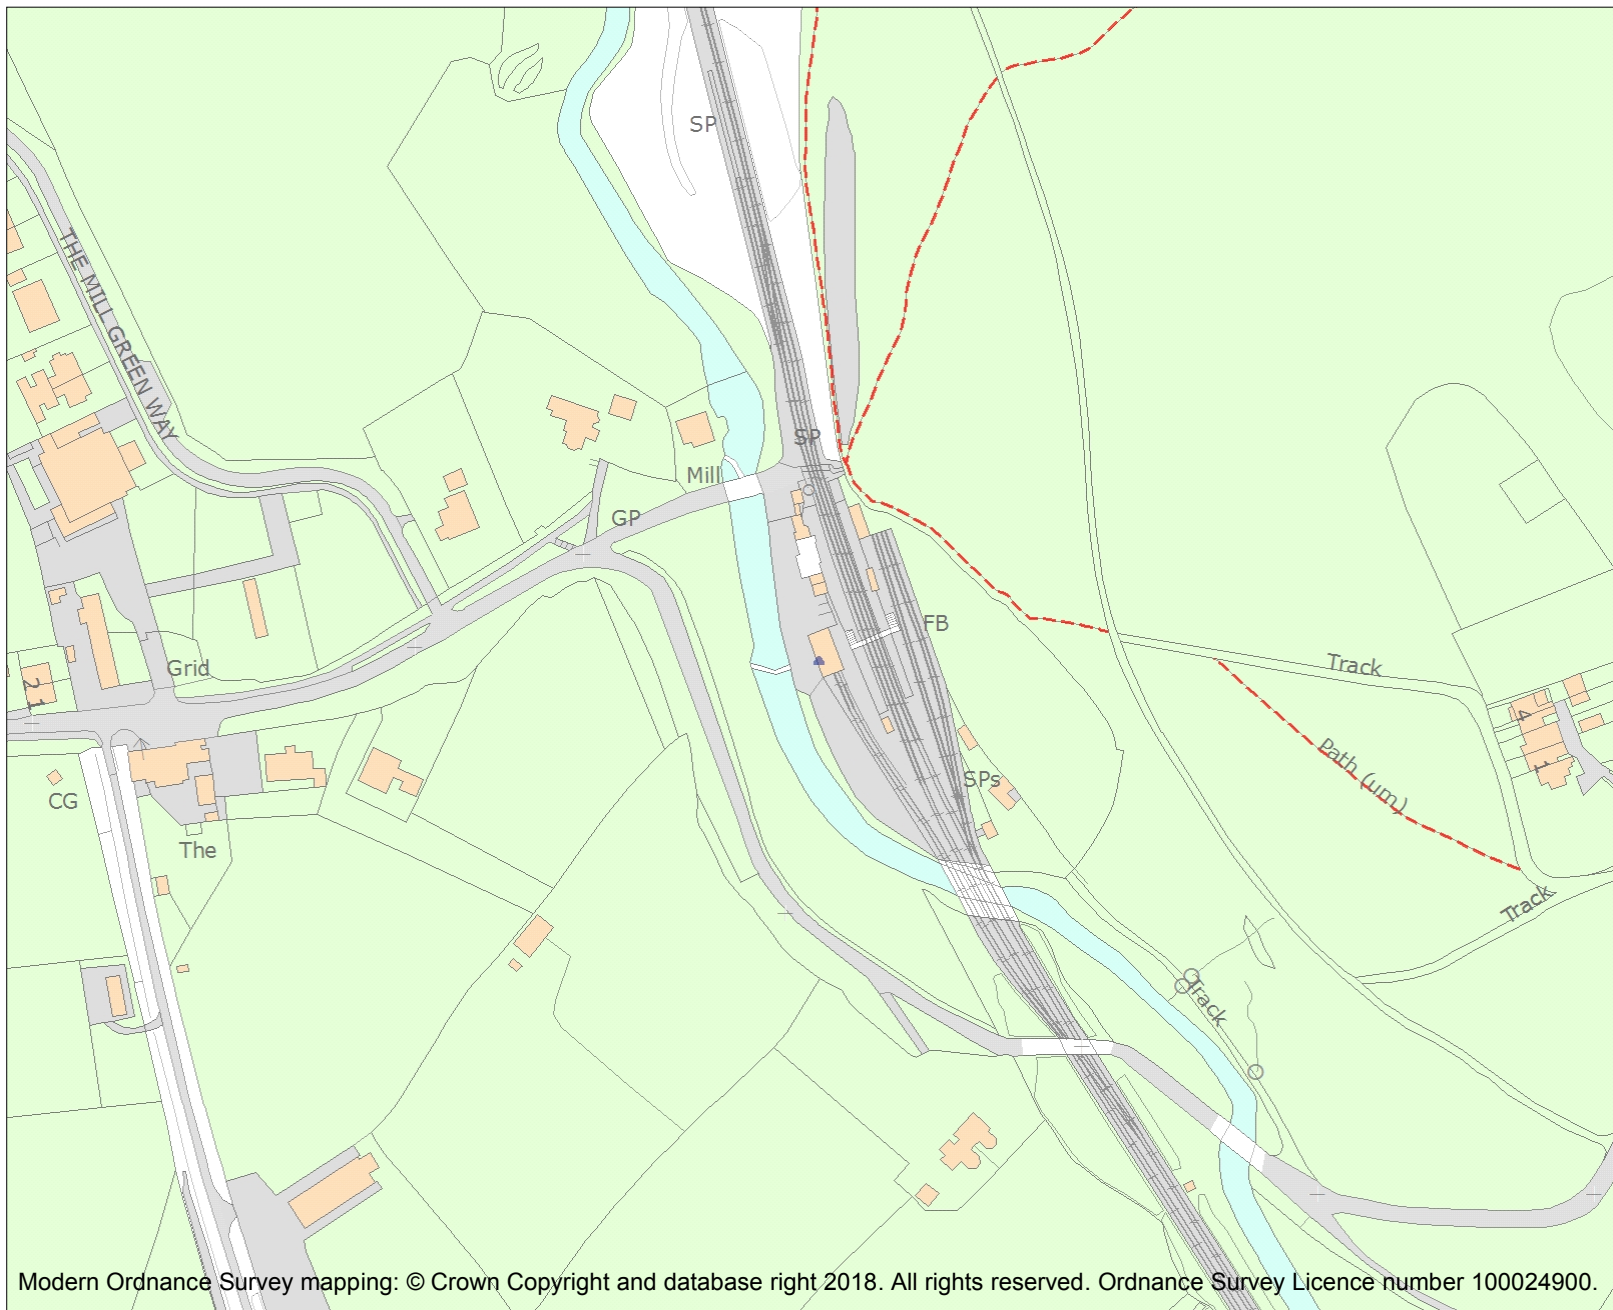 SP
THE MILL GREEN WAY
SP
Mill
GP
FB
Grid
Track
2
1
4
Path (um)
1
SPs
CG
The
Track
Track
Modern Ordnance Survey mapping: © Crown Copyright and database right 2018. All rights reserved. Ordnance Survey Licence number 100024900.